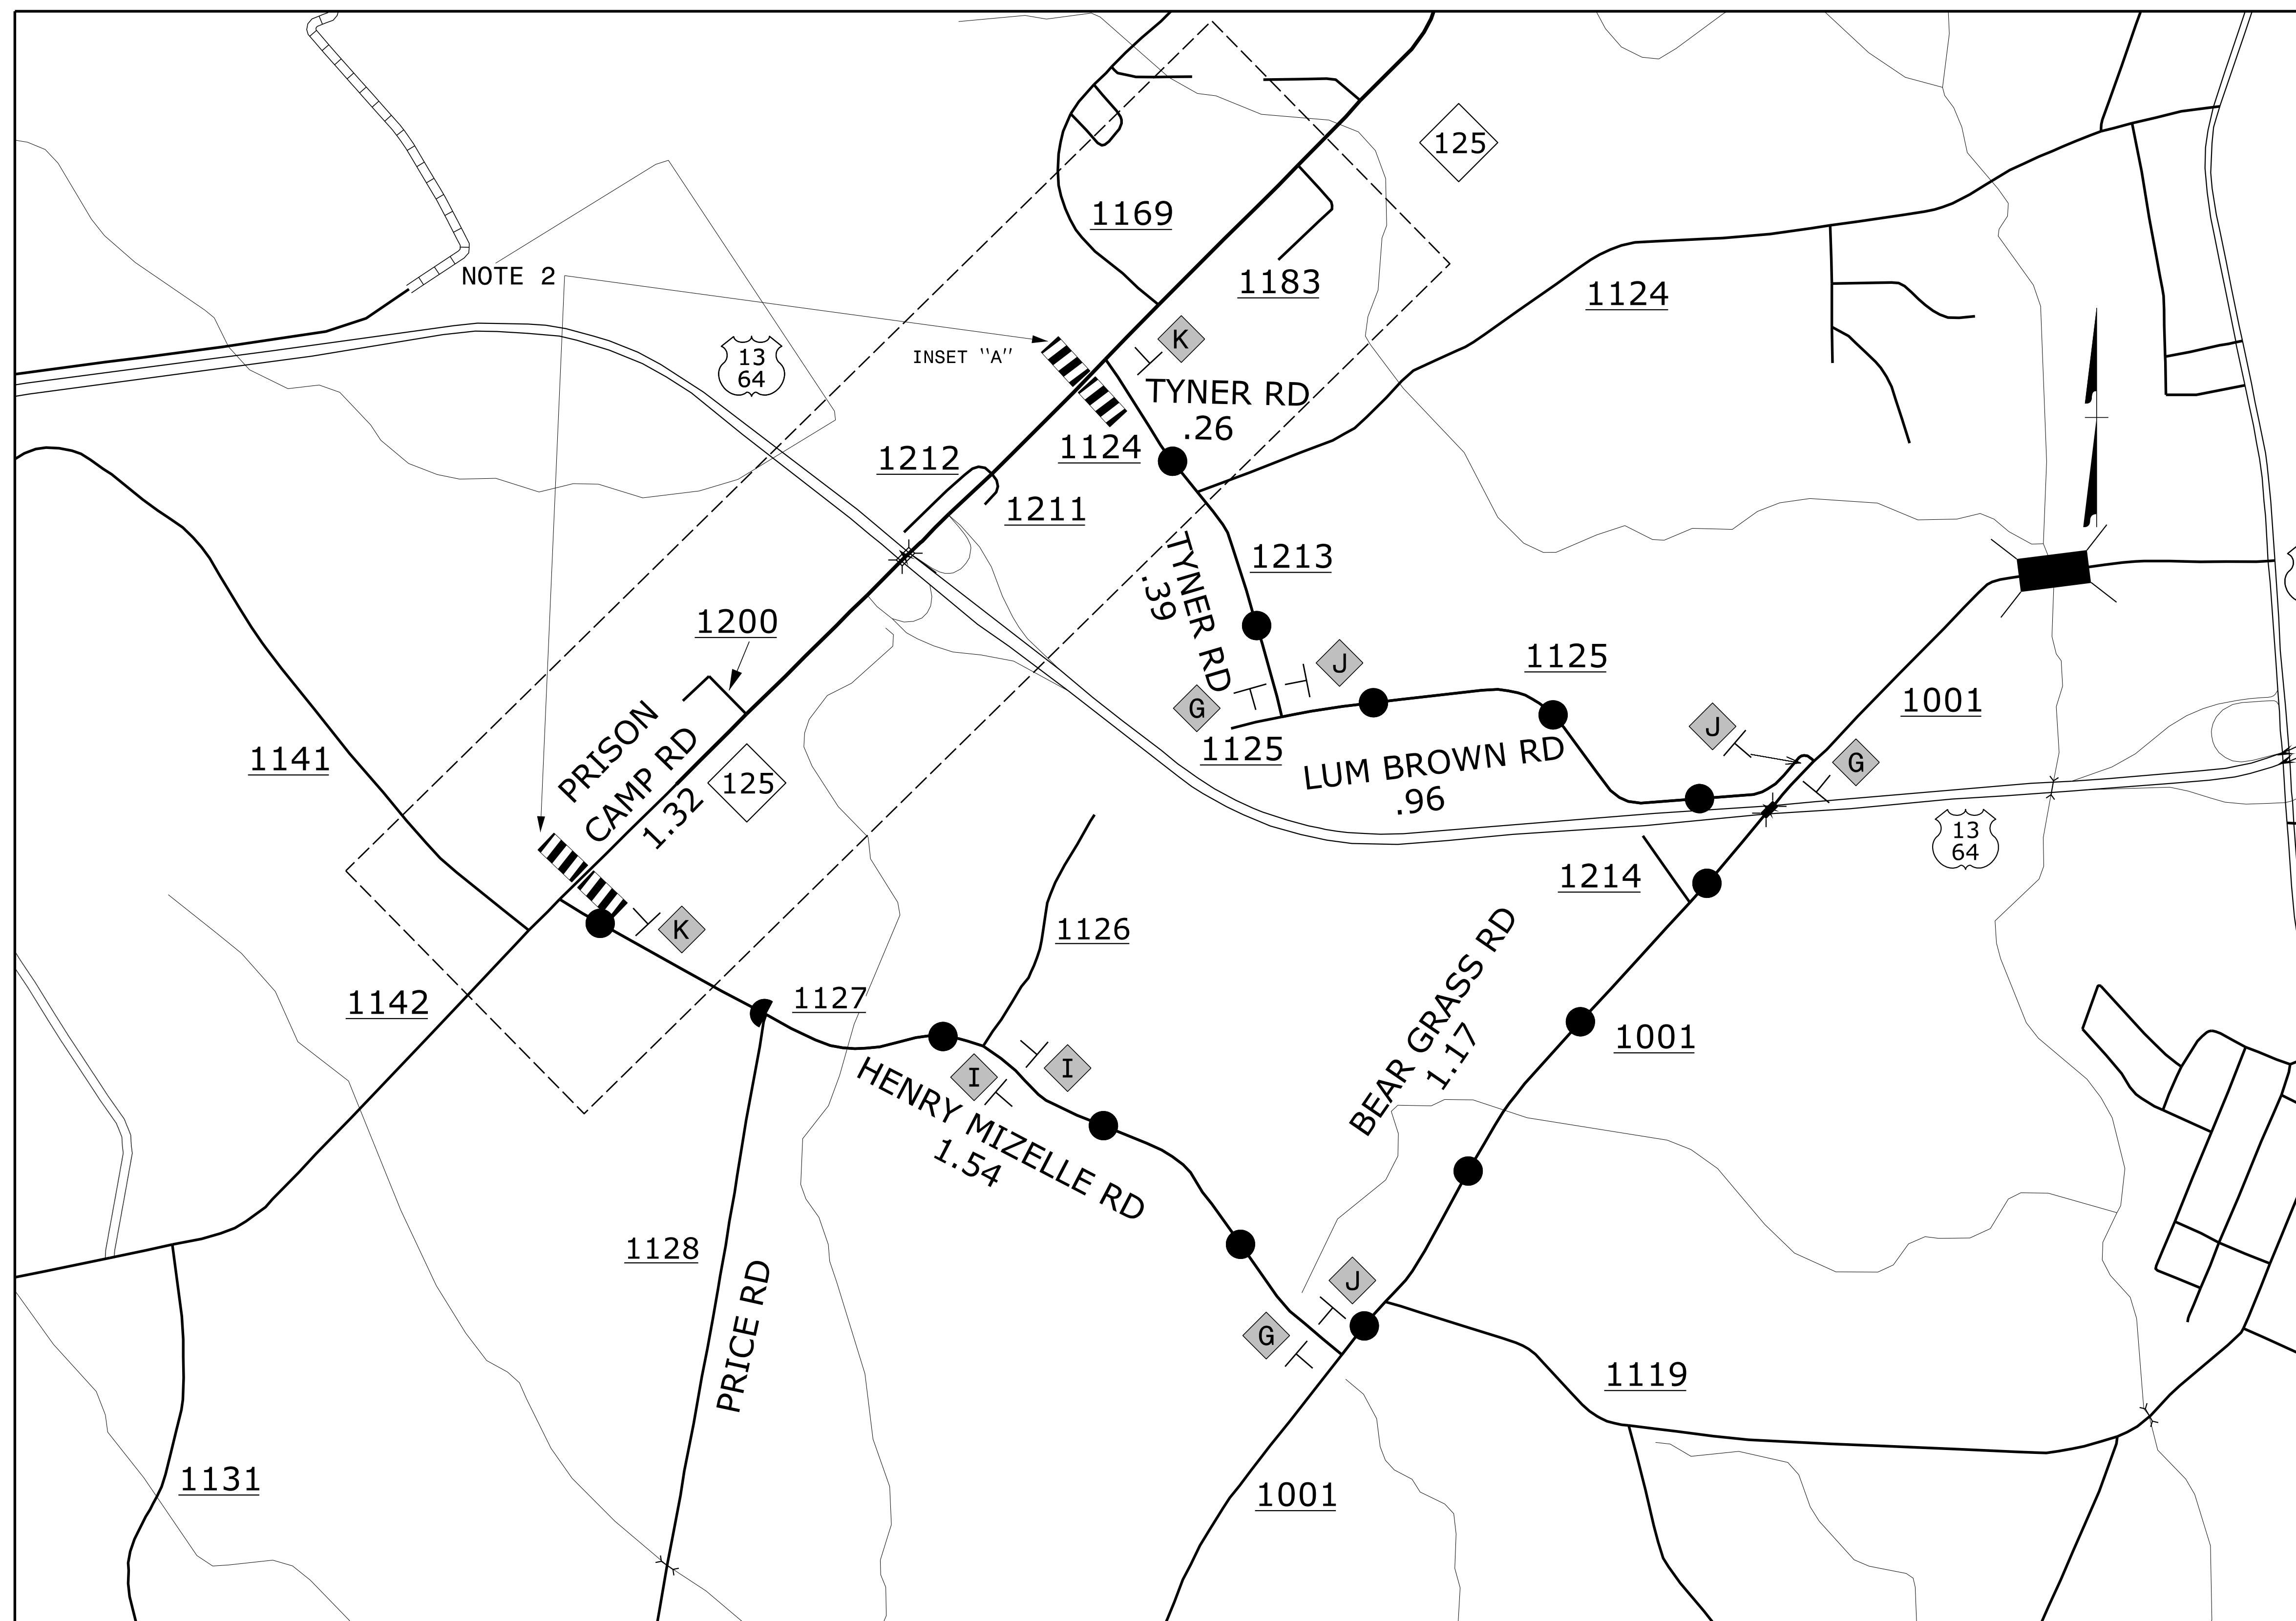 125
1169
1183
1124
NOTE 2
K
INSET "A"
13
64
TYNER RD
.26
1124
1212
1211
1213
TYNER RD
.39
1200
J
1125
G
1125
LUM BROWN RD
.96
J
G
1001
1141
PRISON
CAMP RD
1.32
125
13
64
1214
K
1126
1142
1127
BEAR GRASS RD
1.17
1001
I
I
HENRY MIZELLE RD
1.54
1128
PRICE RD
J
G
1119
1131
1001